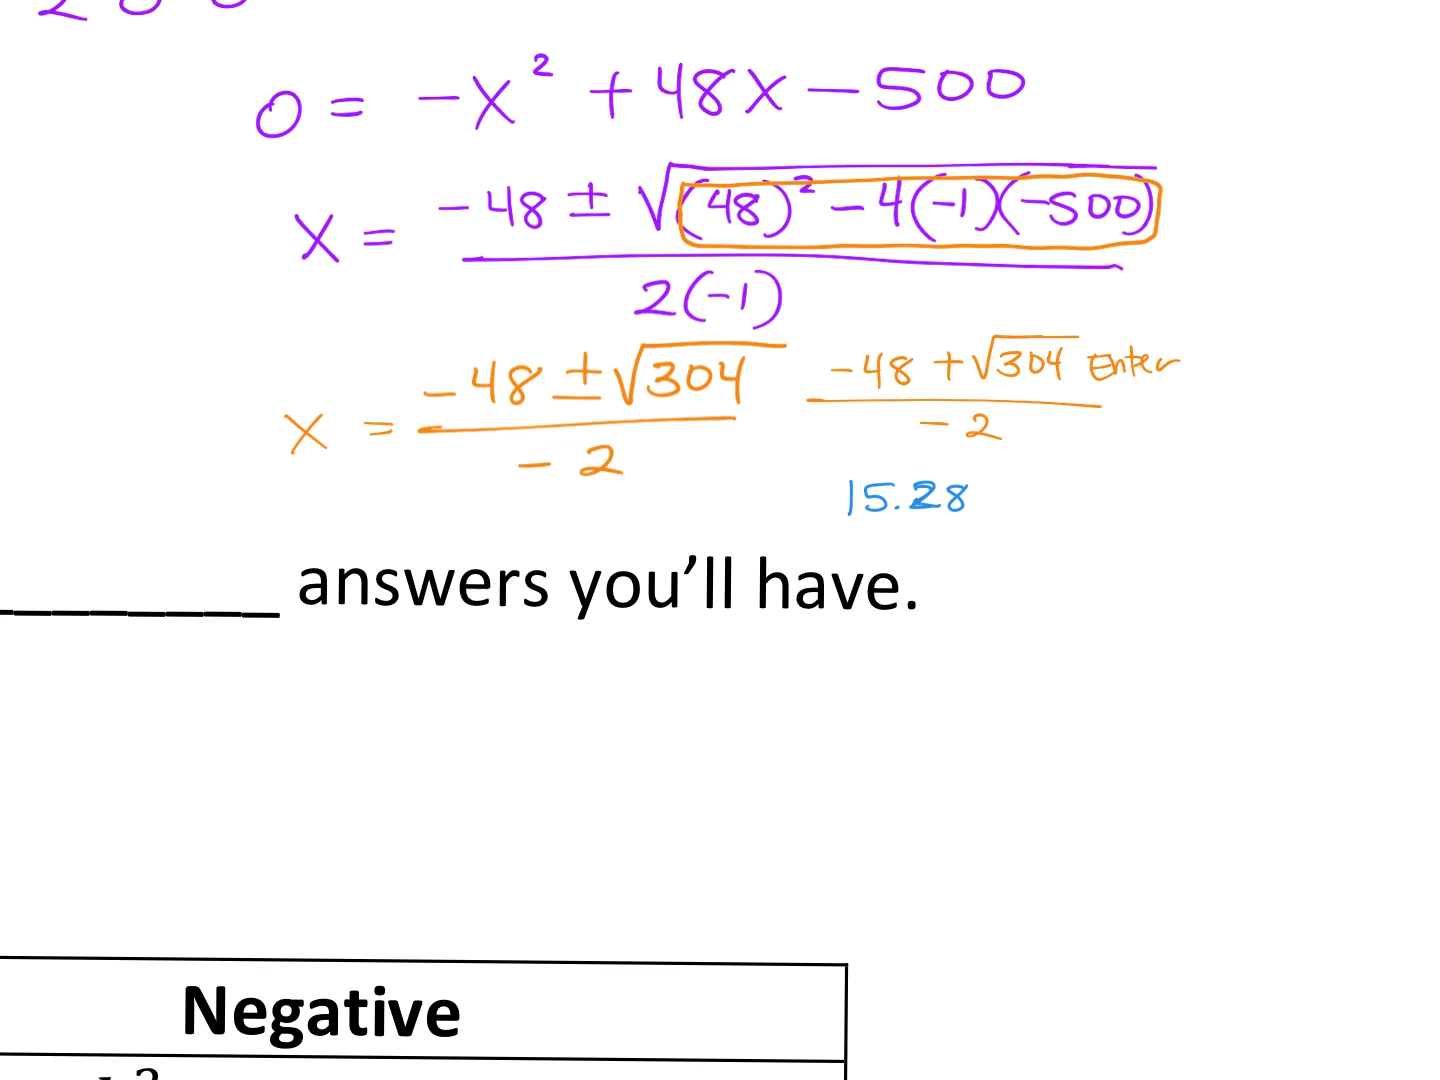 0 = -x² + 48x - 500
x = (-48 ± √((48)² - 4(-1)(-500))) / 2(-1)
x = (-48 ± √304) / -2
(-48 + √304) / -2 Enter
15.28
________ answers you’ll have.
Negative